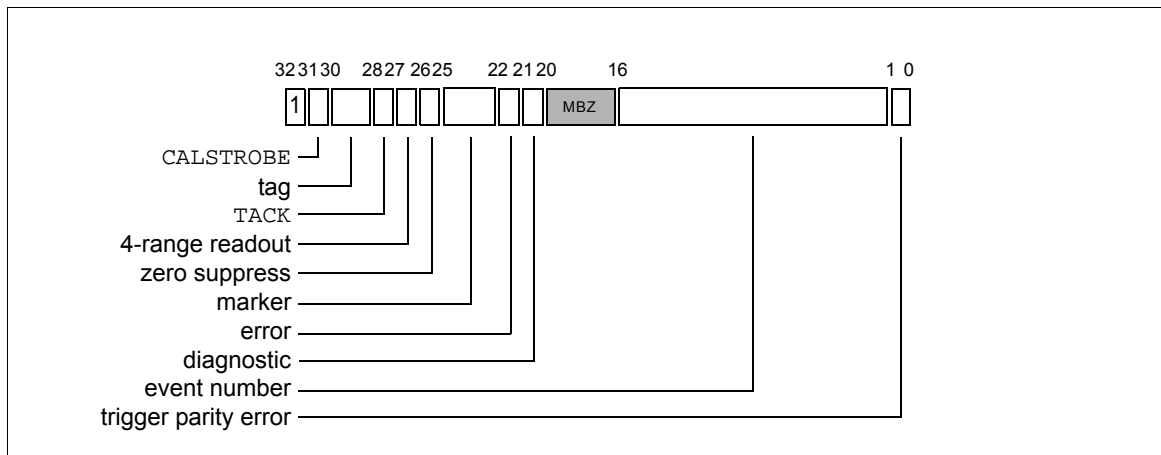 32 31 30 28 27 26 25 22 21 20 16 1 0
1 MBZ
CALSTROBE
tag
TACK
4-range readout
zero suppress
marker
error
diagnostic
event number
trigger parity error